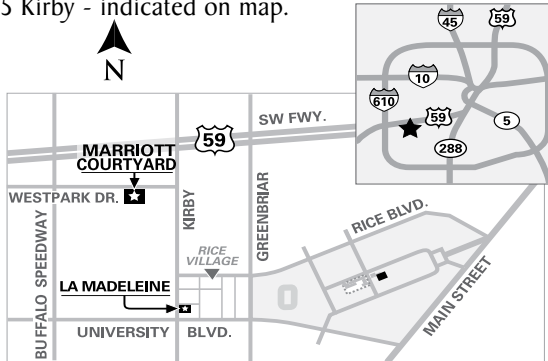 5 Kirby - indicated on map.
N
45
59
10
610
59
5
288
SW FWY.
59
MARRIOTT
COURTYARD
WESTPARK DR.
KIRBY
GREENBRIAR
BUFFALO SPEEDWAY
RICE
VILLAGE
RICE BLVD.
LA MADELEINE
MAIN STREET
UNIVERSITY BLVD.